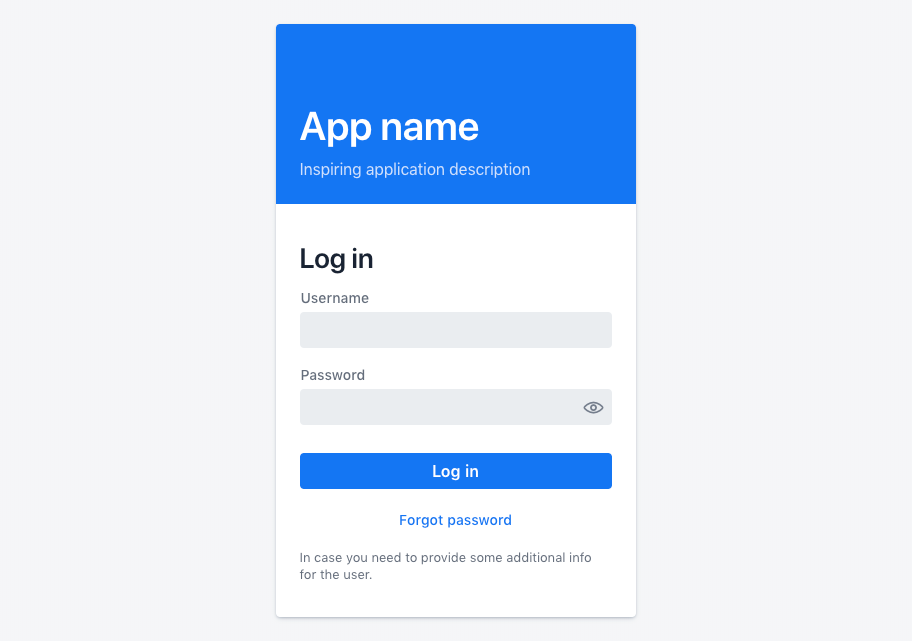 App name
Inspiring application description
Log in
Username
Password
Log in
Forgot password
In case you need to provide some additional info
for the user.